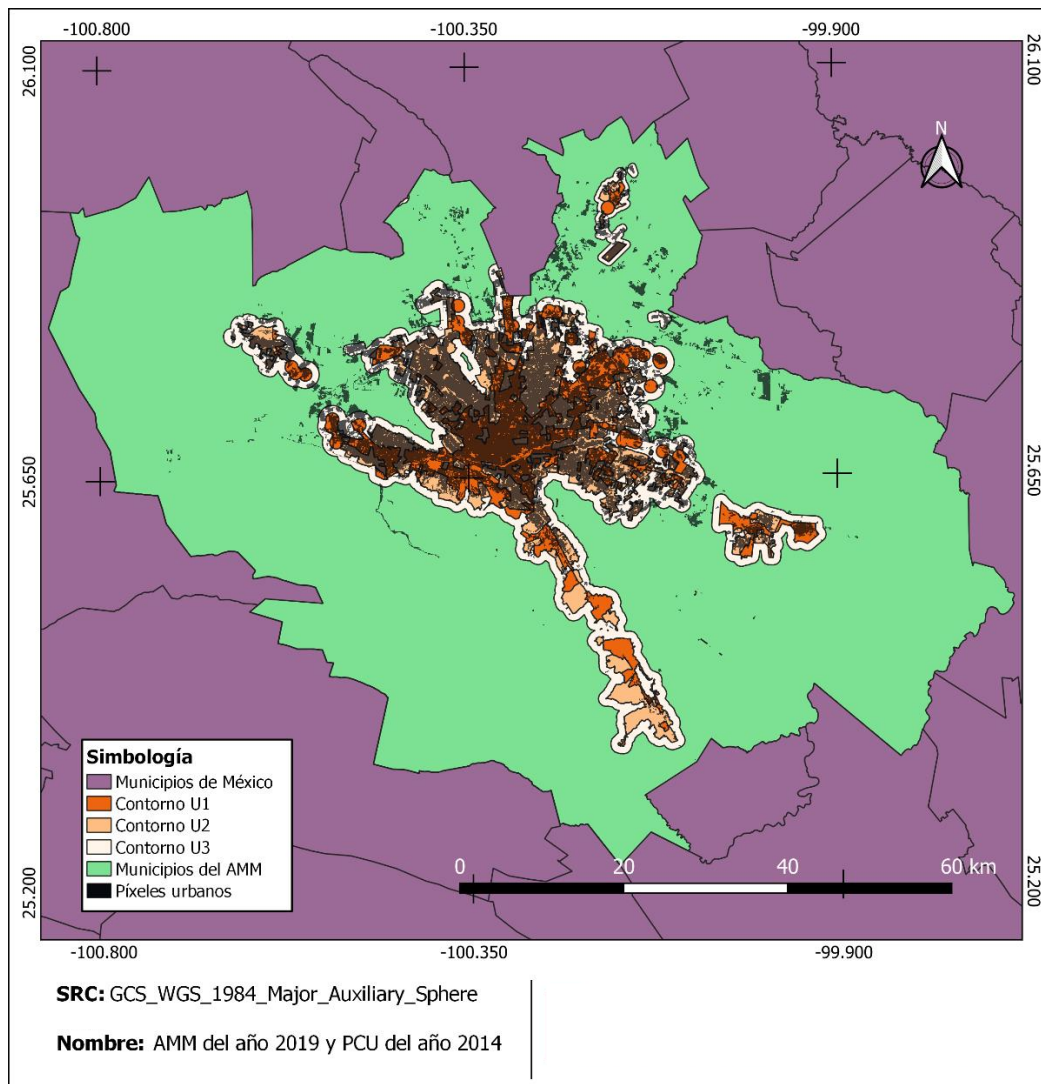 -100.800 -100.350 -99.900
26.100 26.100
N
25.650 25.650
Simbología
Municipios de México
Contorno U1
Contorno U2
Contorno U3
Municipios del AMM
Píxeles urbanos
0 20 40 60 km
25.200 25.200
-100.800 -100.350 -99.900
SRC: GCS_WGS_1984_Major_Auxiliary_Sphere
Nombre: AMM del año 2019 y PCU del año 2014